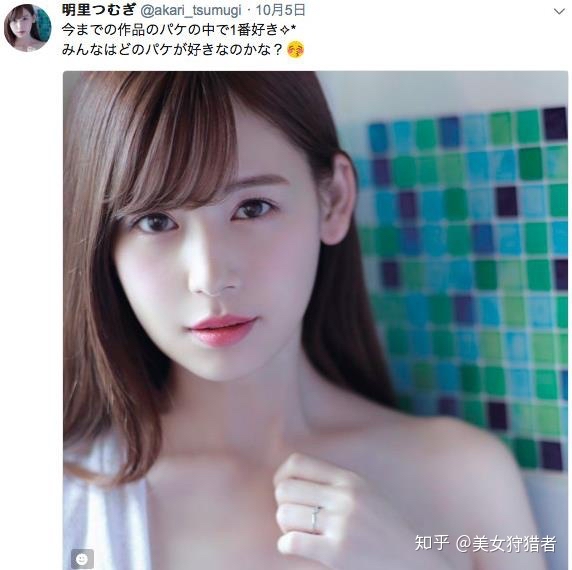 明里つむぎ @akari_tsumugi · 10月5日
今までの作品のパケの中で1番好き✧*
みんなはどのパケが好きなのかな？😚
知乎 @美女狩猎者